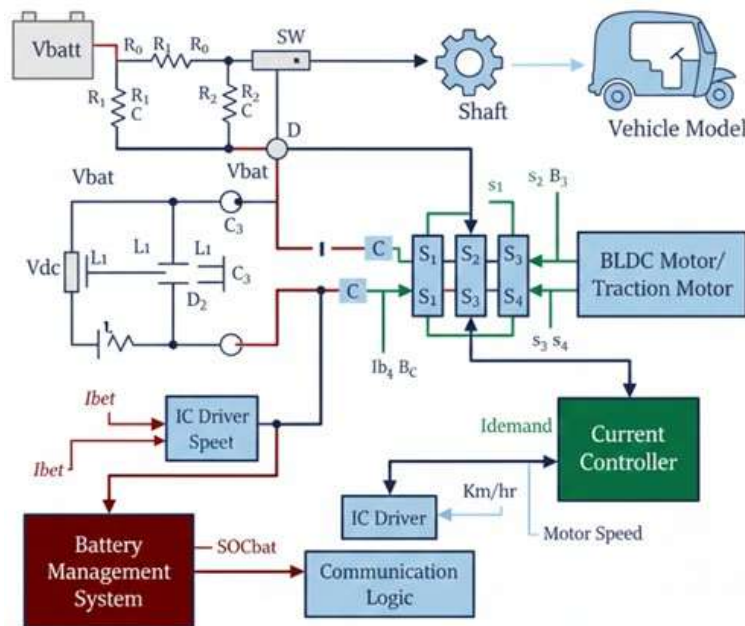 Vbatt
R₀ R₁ R₀
SW
R₁ R₁
C
R₂ R₂
C
D
Vbat
Shaft
Vehicle Model
Vbat
C₃
Vdc
L₁
L₁
L₁
C₃
D₂
C
C
s₁
s₂ B₃
S₁
S₂
S₃
S₁
S₃
S₄
BLDC Motor/
Traction Motor
s₃ s₄
Ib₄ B_C
Ibet
Ibet
IC Driver
Speet
Idemand
Current
Controller
Km/hr
IC Driver
Motor Speed
Battery
Management
System
SOCbat
Communication
Logic